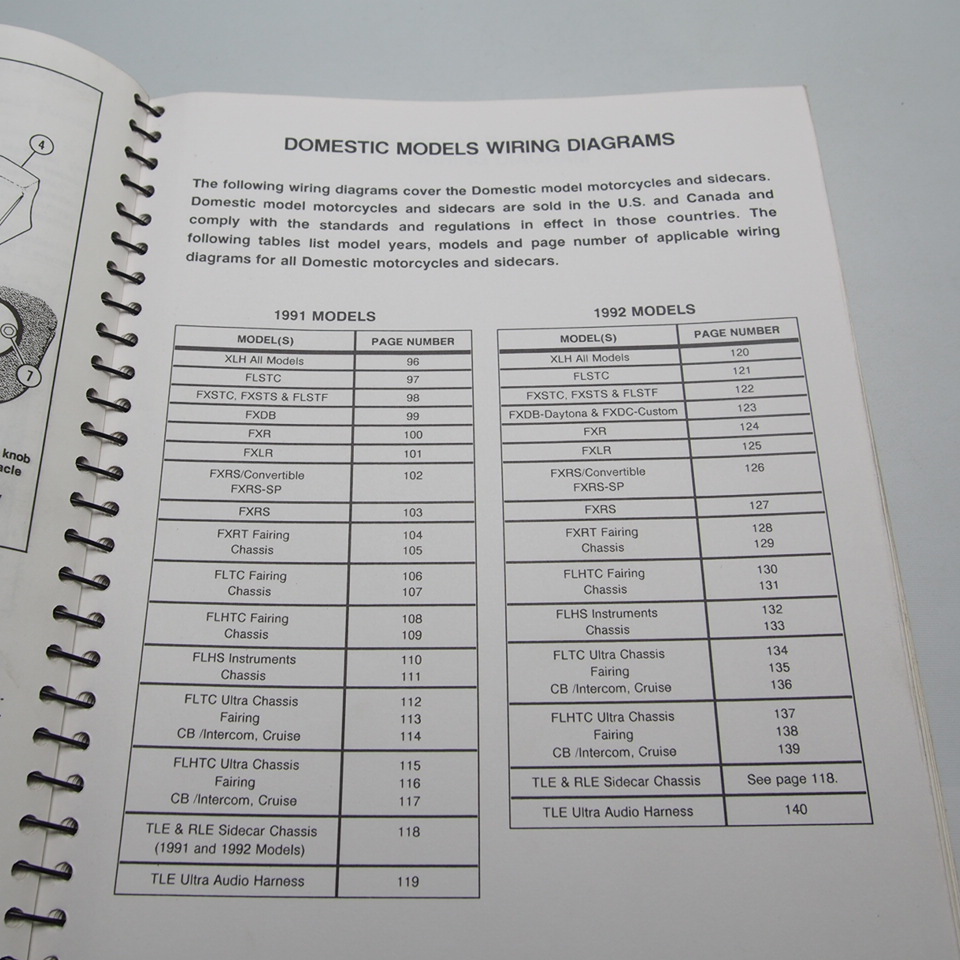 4
7
knob
DOMESTIC MODELS WIRING DIAGRAMS
The following wiring diagrams cover the Domestic model motorcycles and sidecars.
Domestic model motorcycles and sidecars are sold in the U.S. and Canada and
comply with the standards and regulations in effect in those countries. The
following tables list model years, models and page number of applicable wiring
diagrams for all Domestic motorcycles and sidecars.
1991 MODELS
MODEL(S) PAGE NUMBER
XLH All Models 96
FLSTC 97
FXSTC, FXSTS & FLSTF 98
FXDB 99
FXR 100
FXLR 101
FXRS/Convertible 102
FXRS-SP
FXRS 103
FXRT Fairing 104
Chassis 105
FLTC Fairing 106
Chassis 107
FLHTC Fairing 108
Chassis 109
FLHS Instruments 110
Chassis 111
FLTC Ultra Chassis 112
Fairing 113
CB /Intercom, Cruise 114
FLHTC Ultra Chassis 115
Fairing 116
CB /Intercom, Cruise 117
TLE & RLE Sidecar Chassis 118
(1991 and 1992 Models)
TLE Ultra Audio Harness 119
1992 MODELS
MODEL(S) PAGE NUMBER
XLH All Models 120
FLSTC 121
FXSTC, FXSTS & FLSTF 122
FXDB-Daytona & FXDC-Custom 123
FXR 124
FXLR 125
FXRS/Convertible 126
FXRS-SP
FXRS 127
FXRT Fairing 128
Chassis 129
FLHTC Fairing 130
Chassis 131
FLHS Instruments 132
Chassis 133
FLTC Ultra Chassis 134
Fairing 135
CB /Intercom, Cruise 136
FLHTC Ultra Chassis 137
Fairing 138
CB /Intercom, Cruise 139
TLE & RLE Sidecar Chassis See page 118.
TLE Ultra Audio Harness 140